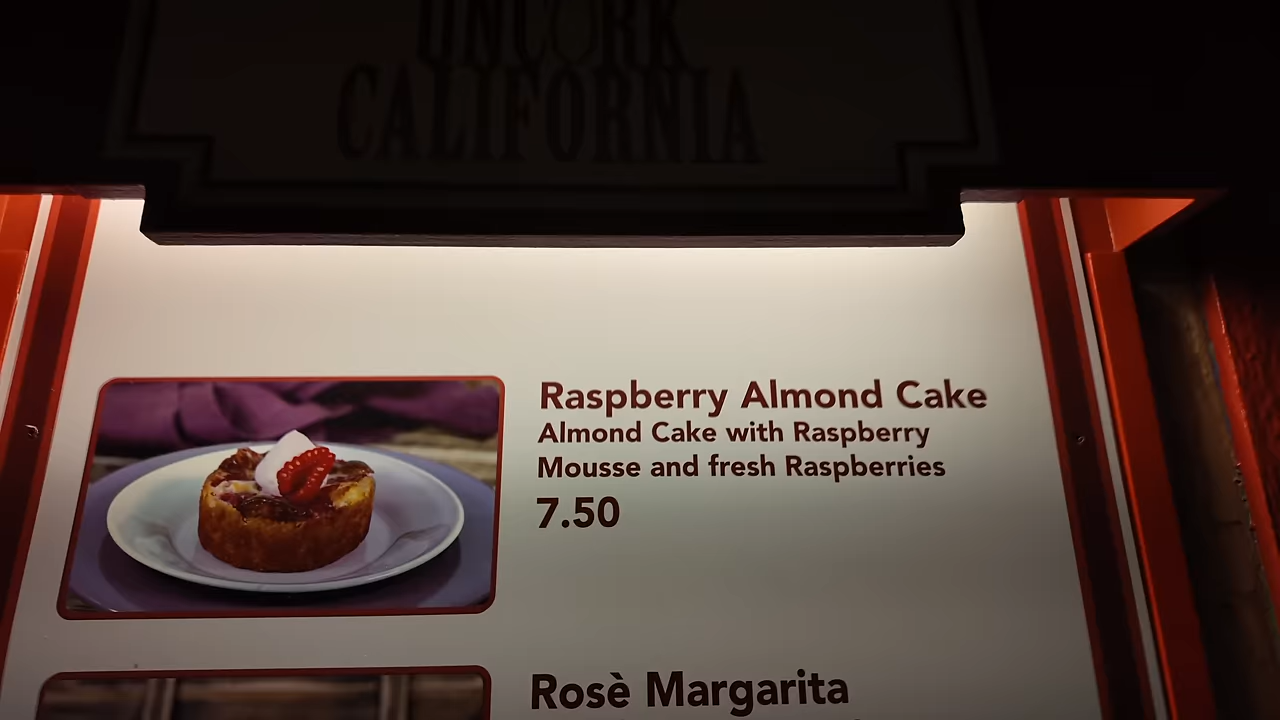 UNCORK
CALIFORNIA
Raspberry Almond Cake
Almond Cake with Raspberry
Mousse and fresh Raspberries
7.50
Rosè Margarita